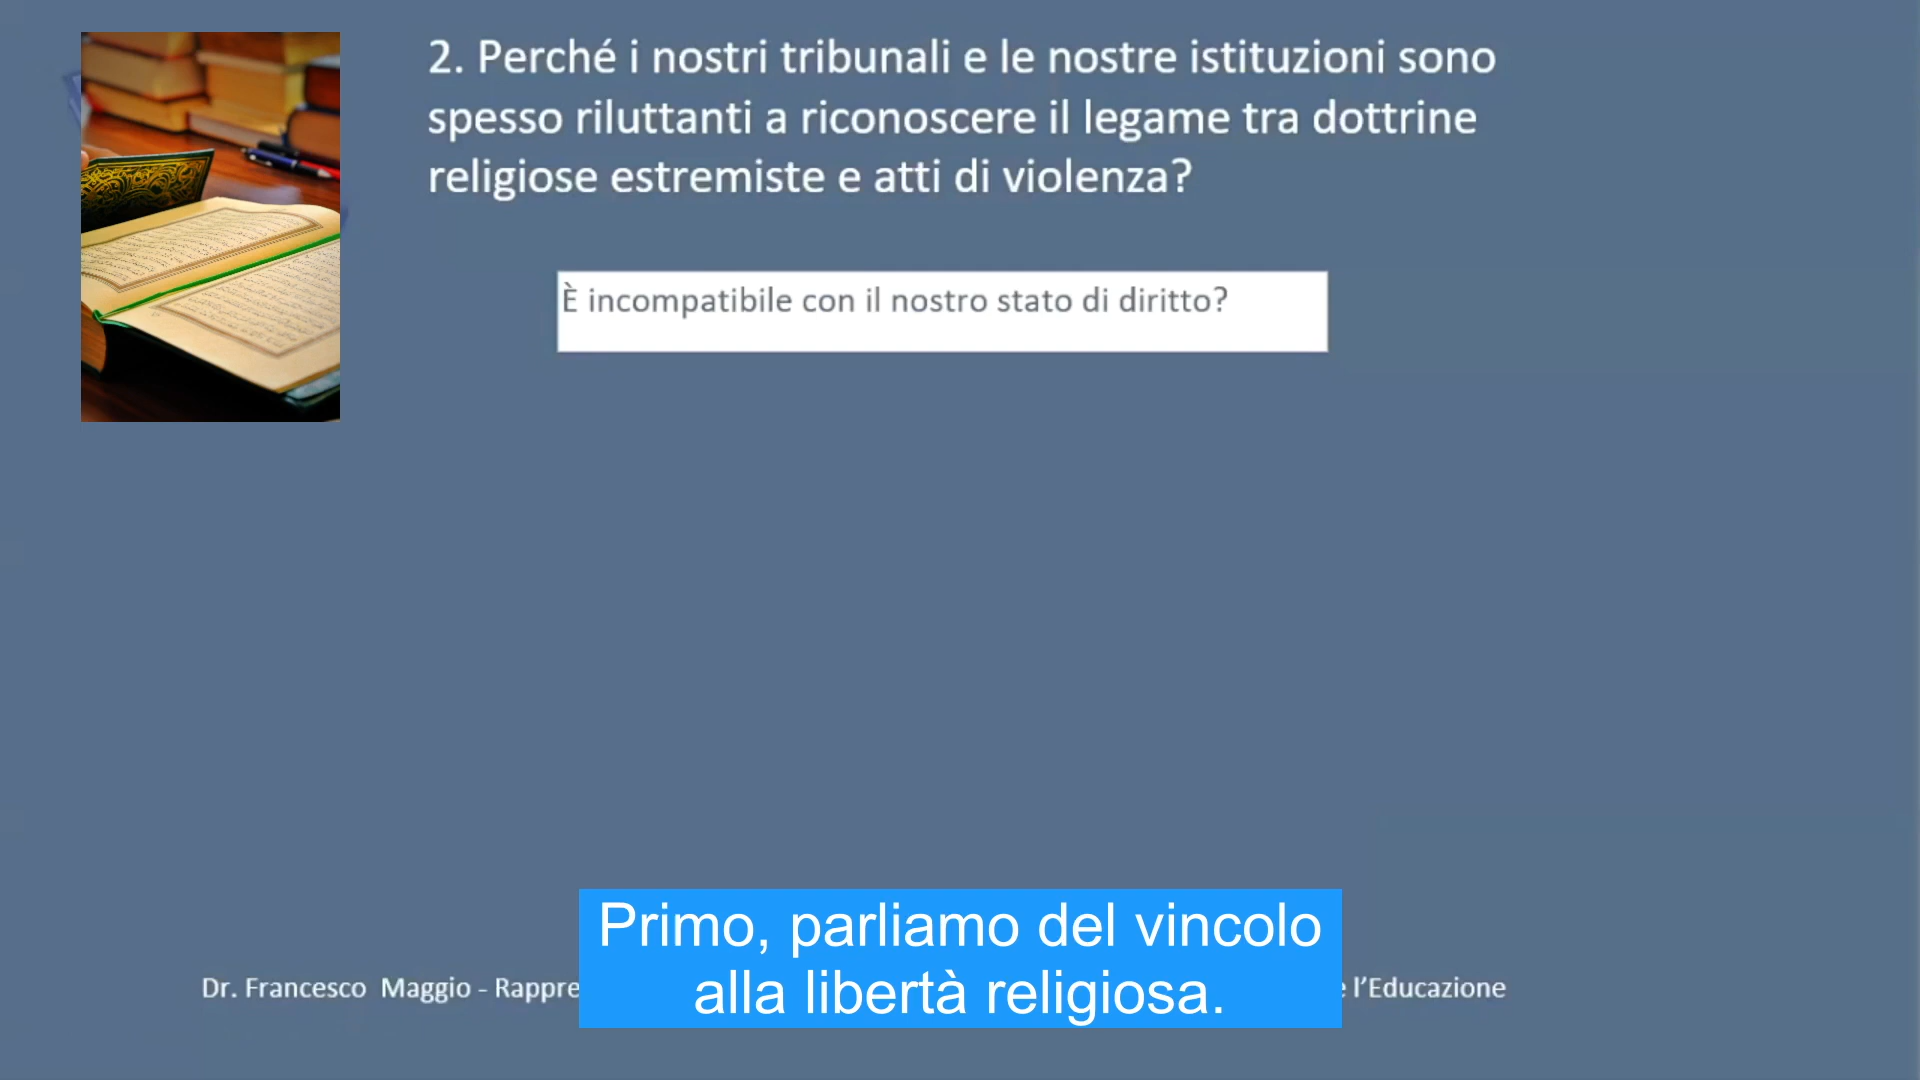 2. Perché i nostri tribunali e le nostre istituzioni sono
spesso riluttanti a riconoscere il legame tra dottrine
religiose estremiste e atti di violenza?
È incompatibile con il nostro stato di diritto?
Primo, parliamo del vincolo
alla libertà religiosa.
Dr. Francesco Maggio - Rappre
l'Educazione